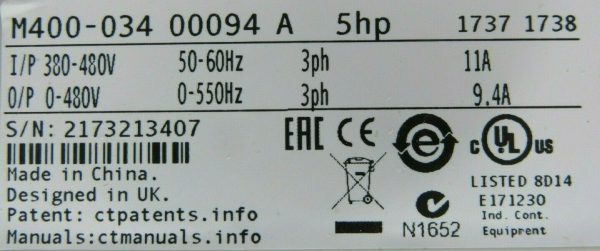 M400-034 00094 A 5hp 1737 1738
I/P 380-480V 50-60Hz 3ph 11A
O/P 0-480V 0-550Hz 3ph 9.4A
S/N: 2173213407
EAC CE e c UL US
Made in China.
Designed in UK.
Patent: ctpatents.info
Manuals:ctmanuals.info
N1652
LISTED 8D14
E171230
Ind. Cont.
Equipment